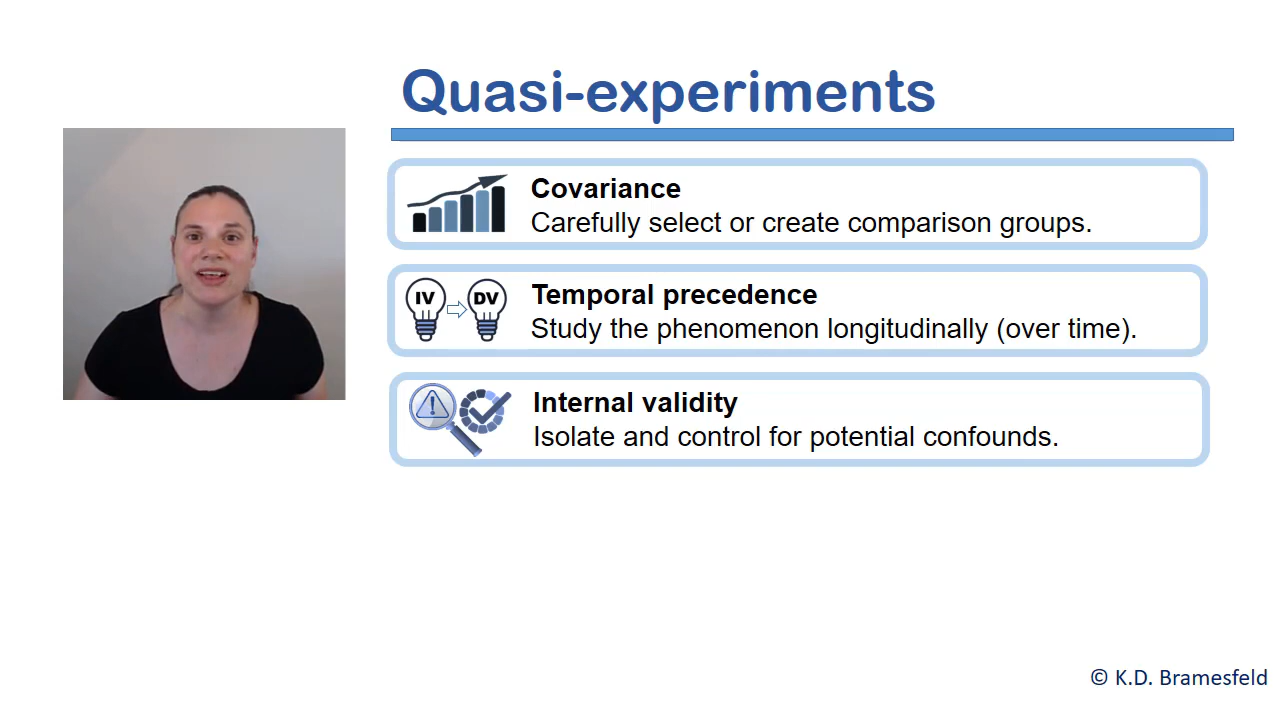 Quasi-experiments
Covariance
Carefully select or create comparison groups.
IV
DV
Temporal precedence
Study the phenomenon longitudinally (over time).
Internal validity
Isolate and control for potential confounds.
© K.D. Bramesfeld